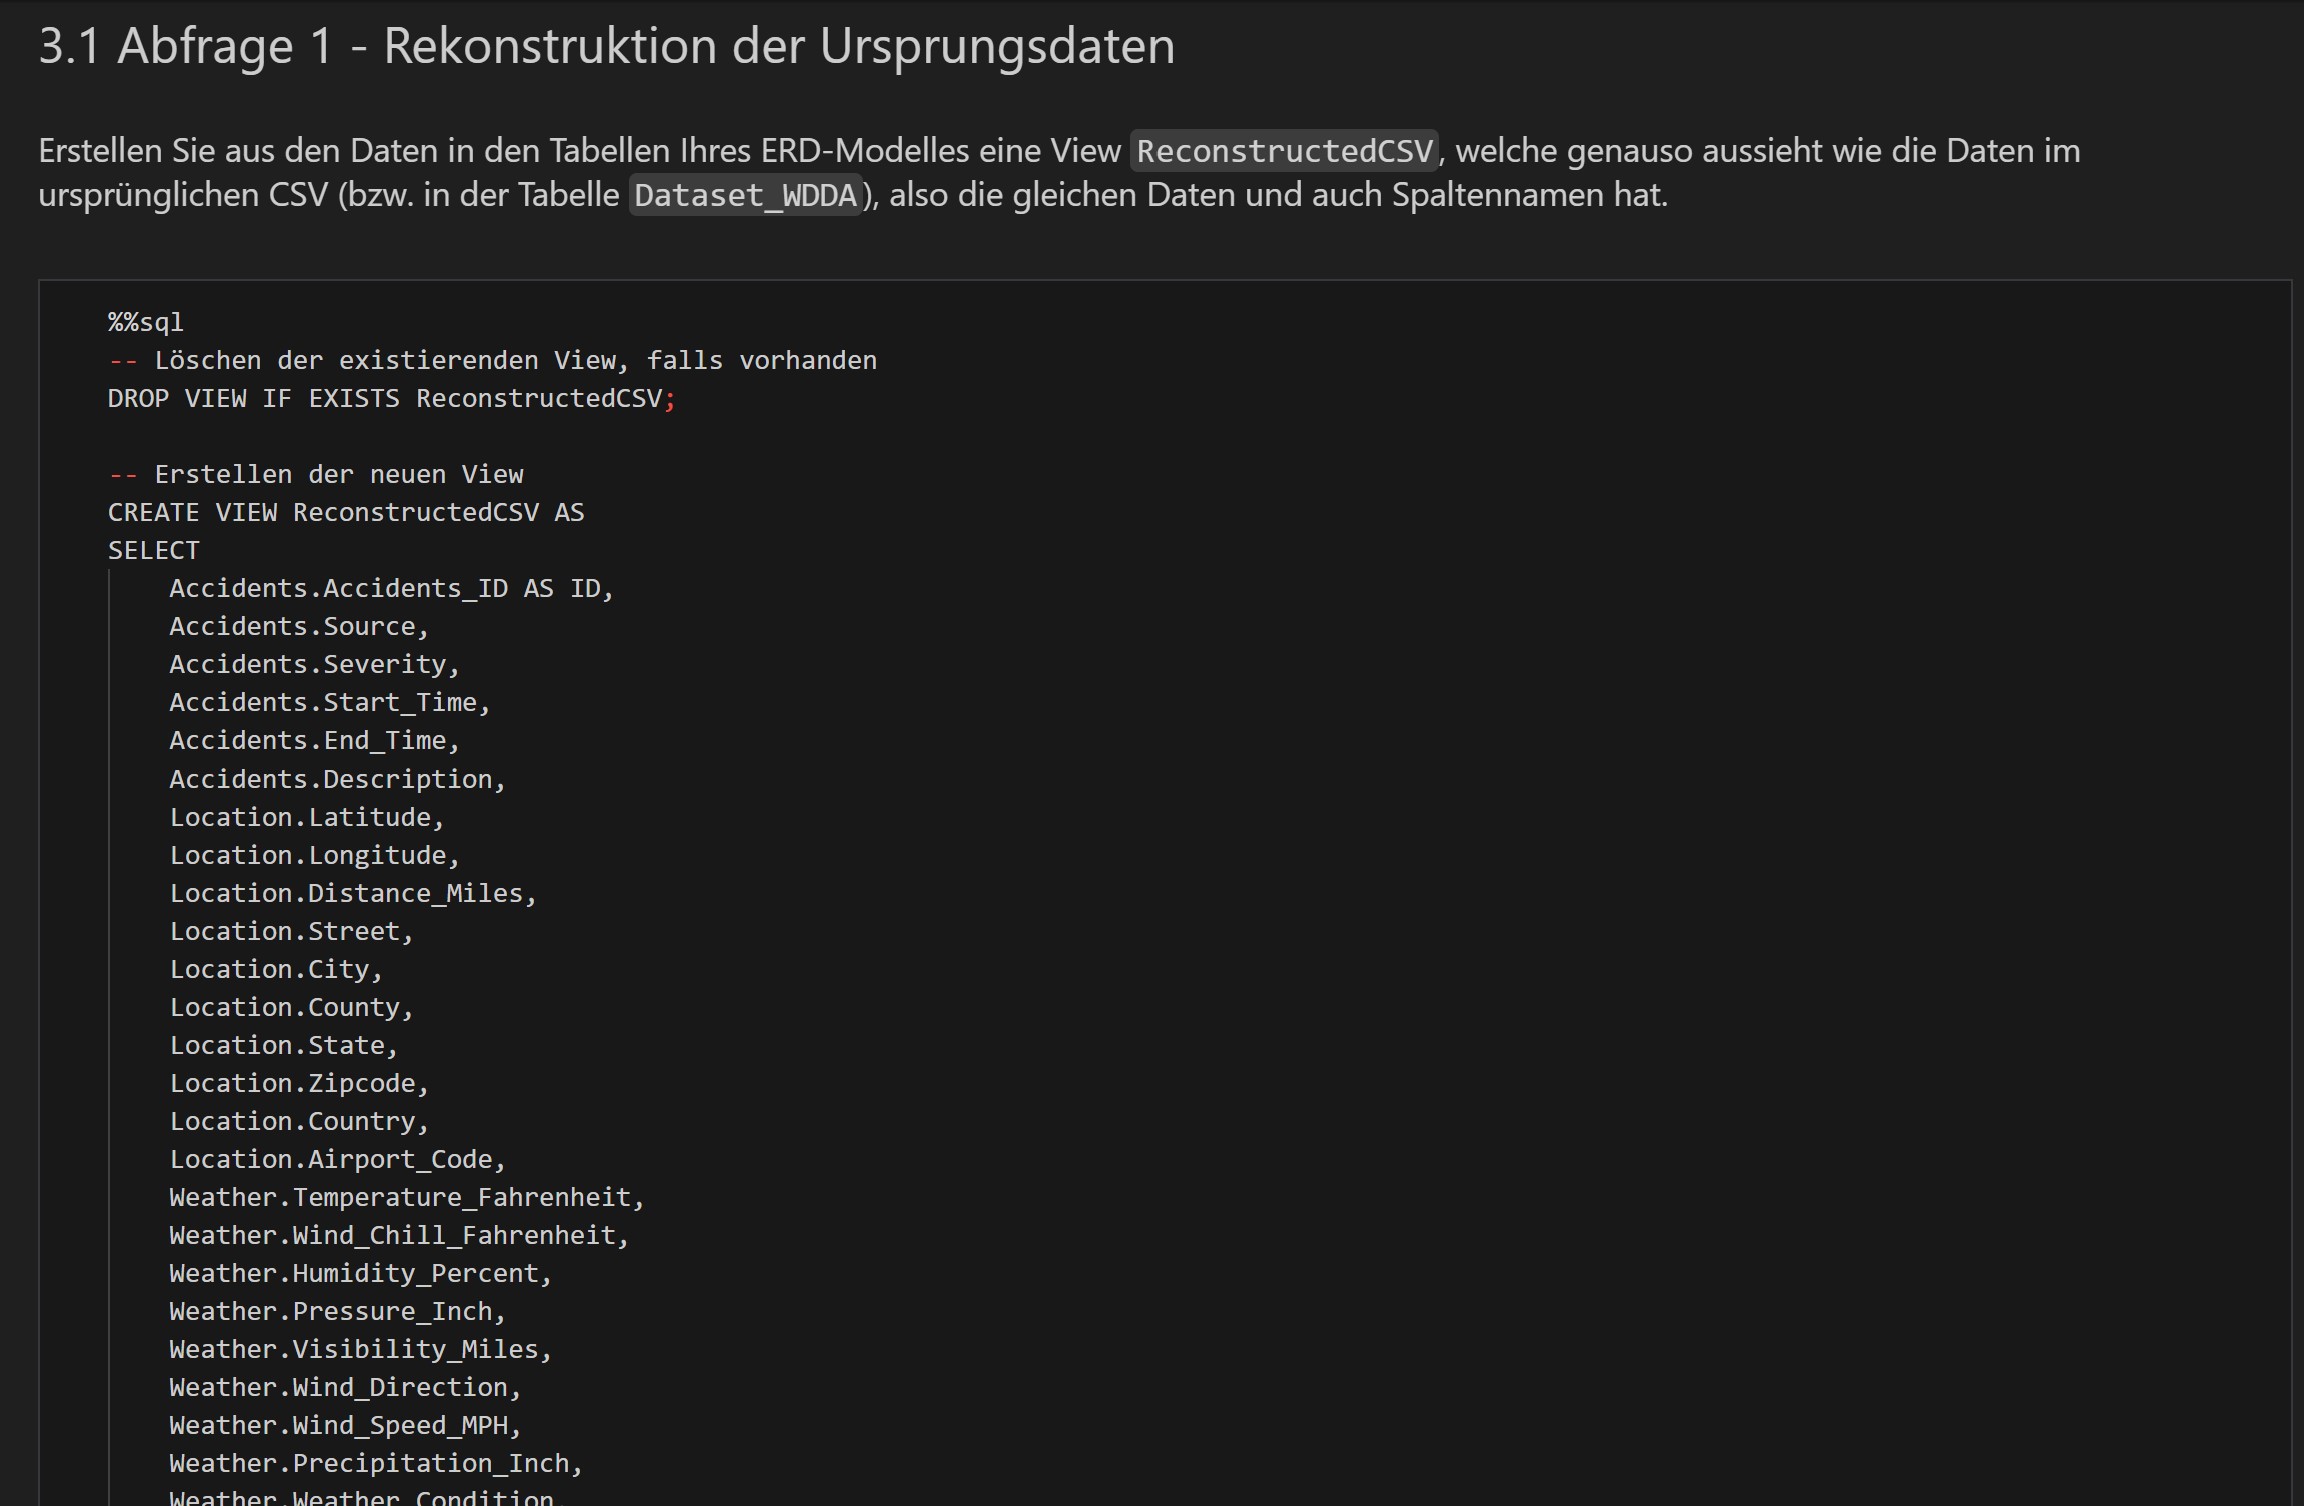 3.1 Abfrage 1 - Rekonstruktion der Ursprungsdaten
Erstellen Sie aus den Daten in den Tabellen Ihres ERD-Modelles eine View ReconstructedCSV, welche genauso aussieht wie die Daten im
ursprünglichen CSV (bzw. in der Tabelle Dataset_WDDA), also die gleichen Daten und auch Spaltennamen hat.
%%sql
-- Löschen der existierenden View, falls vorhanden
DROP VIEW IF EXISTS ReconstructedCSV;
-- Erstellen der neuen View
CREATE VIEW ReconstructedCSV AS
SELECT
Accidents.Accidents_ID AS ID,
Accidents.Source,
Accidents.Severity,
Accidents.Start_Time,
Accidents.End_Time,
Accidents.Description,
Location.Latitude,
Location.Longitude,
Location.Distance_Miles,
Location.Street,
Location.City,
Location.County,
Location.State,
Location.Zipcode,
Location.Country,
Location.Airport_Code,
Weather.Temperature_Fahrenheit,
Weather.Wind_Chill_Fahrenheit,
Weather.Humidity_Percent,
Weather.Pressure_Inch,
Weather.Visibility_Miles,
Weather.Wind_Direction,
Weather.Wind_Speed_MPH,
Weather.Precipitation_Inch,
Weather.Weather_Condition,